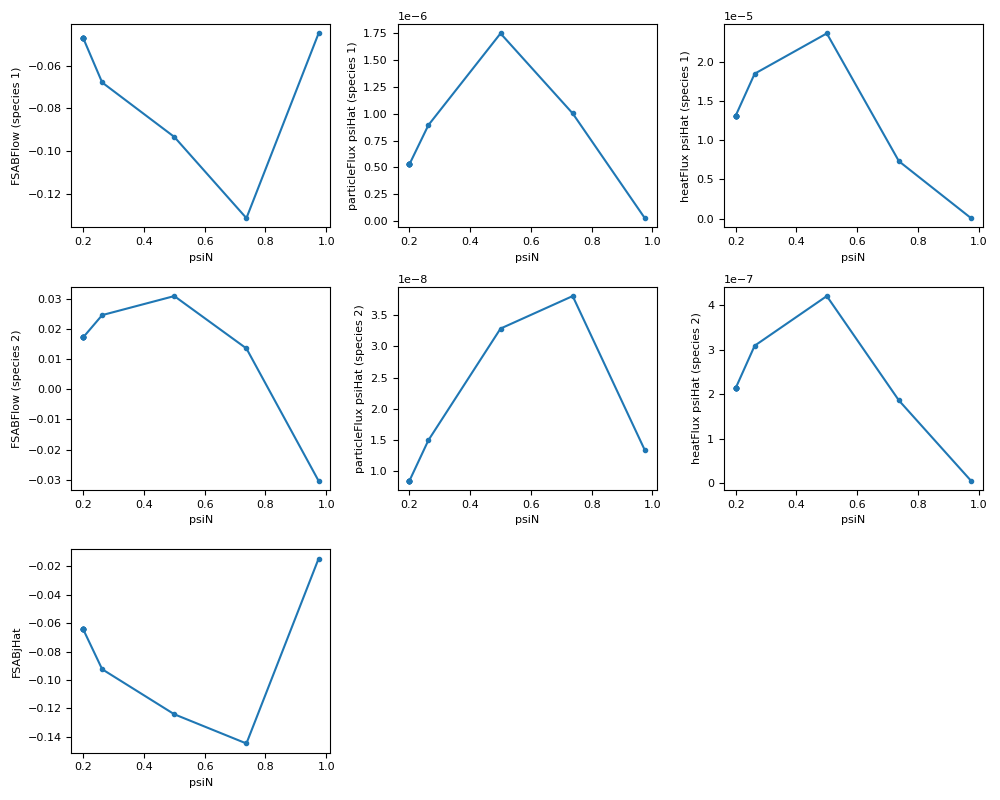 FSABFlow (species 1)
−0.06
−0.08
−0.10
−0.12
0.2 0.4 0.6 0.8 1.0
psiN
1e−6
particleFlux psiHat (species 1)
1.75
1.50
1.25
1.00
0.75
0.50
0.25
0.00
0.2 0.4 0.6 0.8 1.0
psiN
1e−5
heatFlux psiHat (species 1)
2.0
1.5
1.0
0.5
0.0
0.2 0.4 0.6 0.8 1.0
psiN
FSABFlow (species 2)
0.03
0.02
0.01
0.00
−0.01
−0.02
−0.03
0.2 0.4 0.6 0.8 1.0
psiN
1e−8
particleFlux psiHat (species 2)
3.5
3.0
2.5
2.0
1.5
1.0
0.2 0.4 0.6 0.8 1.0
psiN
1e−7
heatFlux psiHat (species 2)
4
3
2
1
0
0.2 0.4 0.6 0.8 1.0
psiN
FSABjHat
−0.02
−0.04
−0.06
−0.08
−0.10
−0.12
−0.14
0.2 0.4 0.6 0.8 1.0
psiN